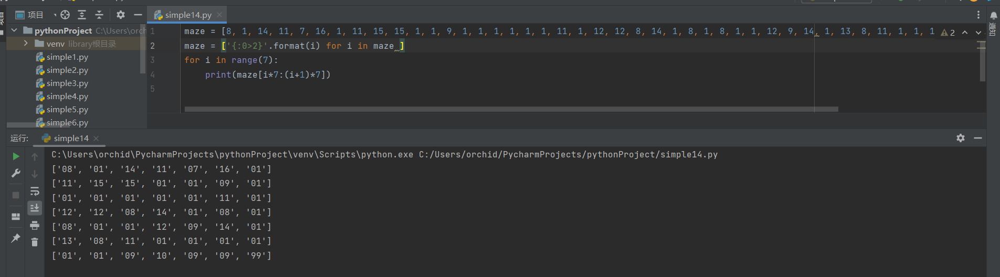 项目
simple14.py
pythonProject C:\Users\orch
venv library根目录
simple1.py
simple2.py
simple3.py
simple4.py
simple5.py
simple6.py
1 maze = [8, 1, 14, 11, 7, 16, 1, 11, 15, 15, 1, 1, 9, 1, 1, 1, 1, 1, 1, 11, 1, 12, 12, 8, 14, 1, 8, 1, 8, 1, 1, 12, 9, 14, 1, 13, 8, 11, 1, 1, 1
2 maze = ['{:0>2}'.format(i) for i in maze ]
3 for i in range(7):
4 print(maze[i*7:(i+1)*7])
5
2
通知
运行:
simple14
C:\Users\orchid\PycharmProjects\pythonProject\venv\Scripts\python.exe C:/Users/orchid/PycharmProjects/pythonProject/simple14.py
['08', '01', '14', '11', '07', '16', '01']
['11', '15', '15', '01', '01', '09', '01']
['01', '01', '01', '01', '01', '11', '01']
['12', '12', '08', '14', '01', '08', '01']
['08', '01', '01', '12', '09', '14', '01']
['13', '08', '11', '01', '01', '01', '01']
['01', '01', '09', '10', '09', '09', '99']